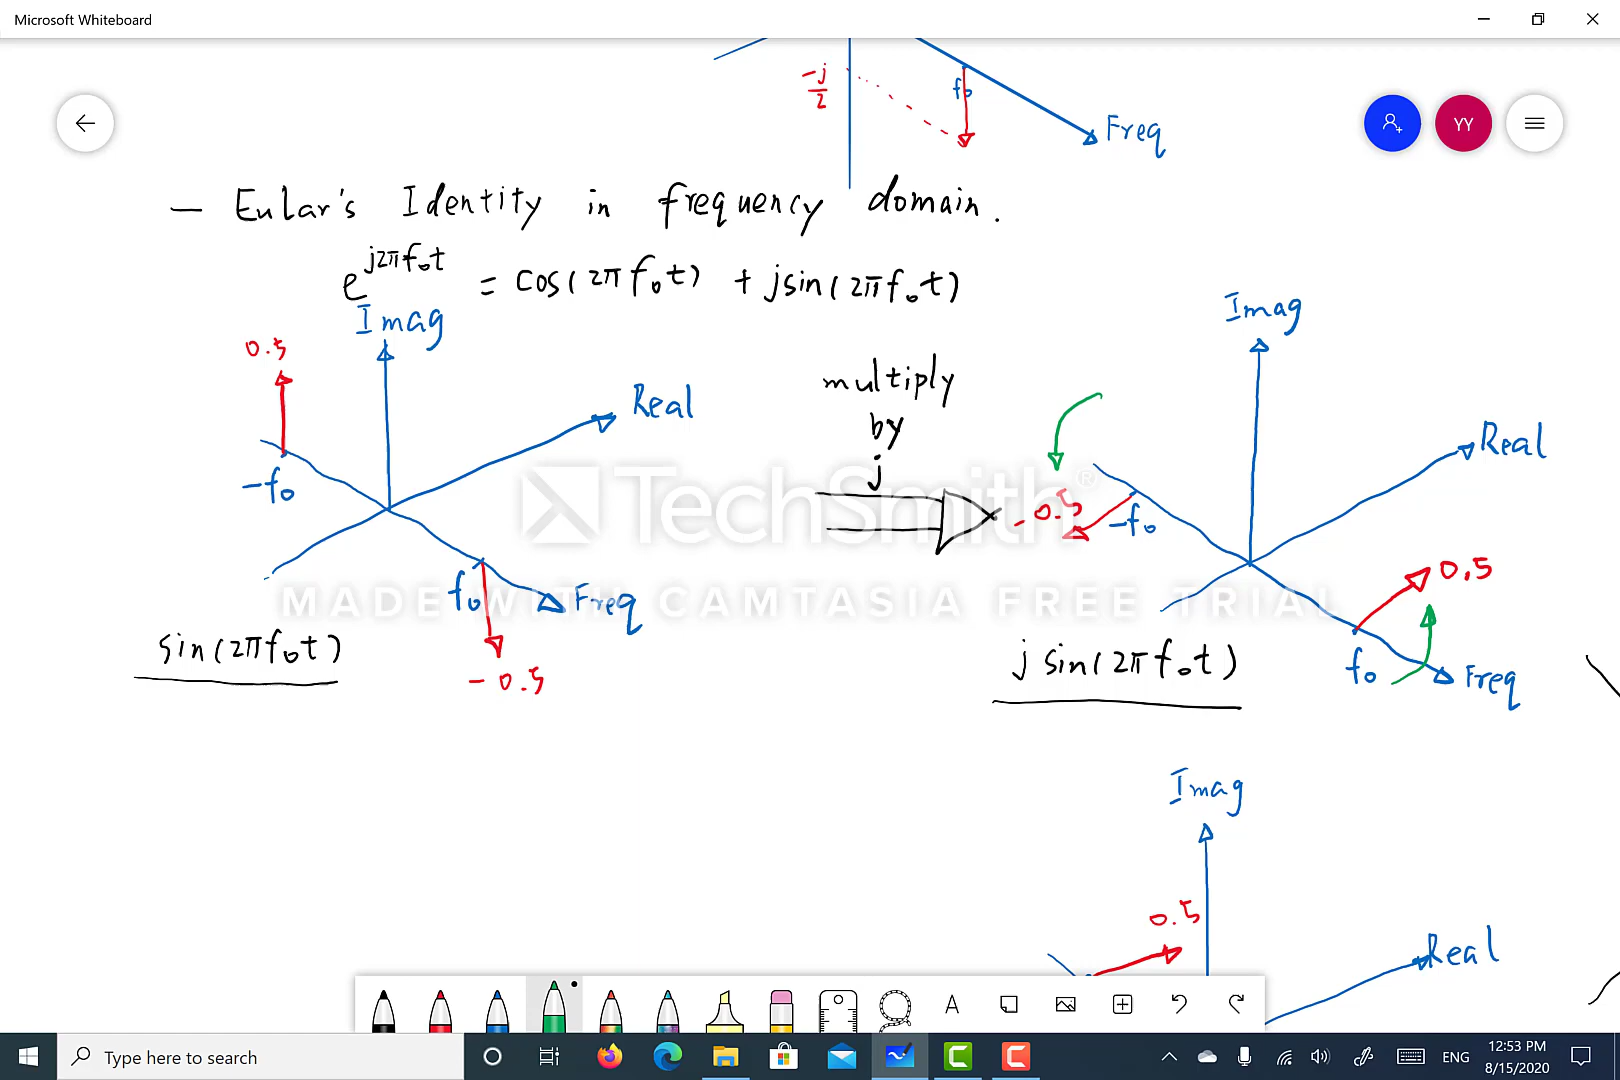 Microsoft Whiteboard
-j/2
f₀
Freq
YY
— Eular's Identity in frequency domain.
e^{j2πf₀t} = cos(2πf₀t) + jsin(2πf₀t)
Imag
0.5
Real
-f₀
f₀
Freq
-0.5
sin(2πf₀t)
multiply
by
j
Imag
Real
-0.5
-f₀
0.5
f₀
Freq
j sin(2πf₀t)
TechSmith®
MADE WITH CAMTASIA FREE TRIAL
Imag
0.5
Real
A
Type here to search
ENG
12:53 PM
8/15/2020